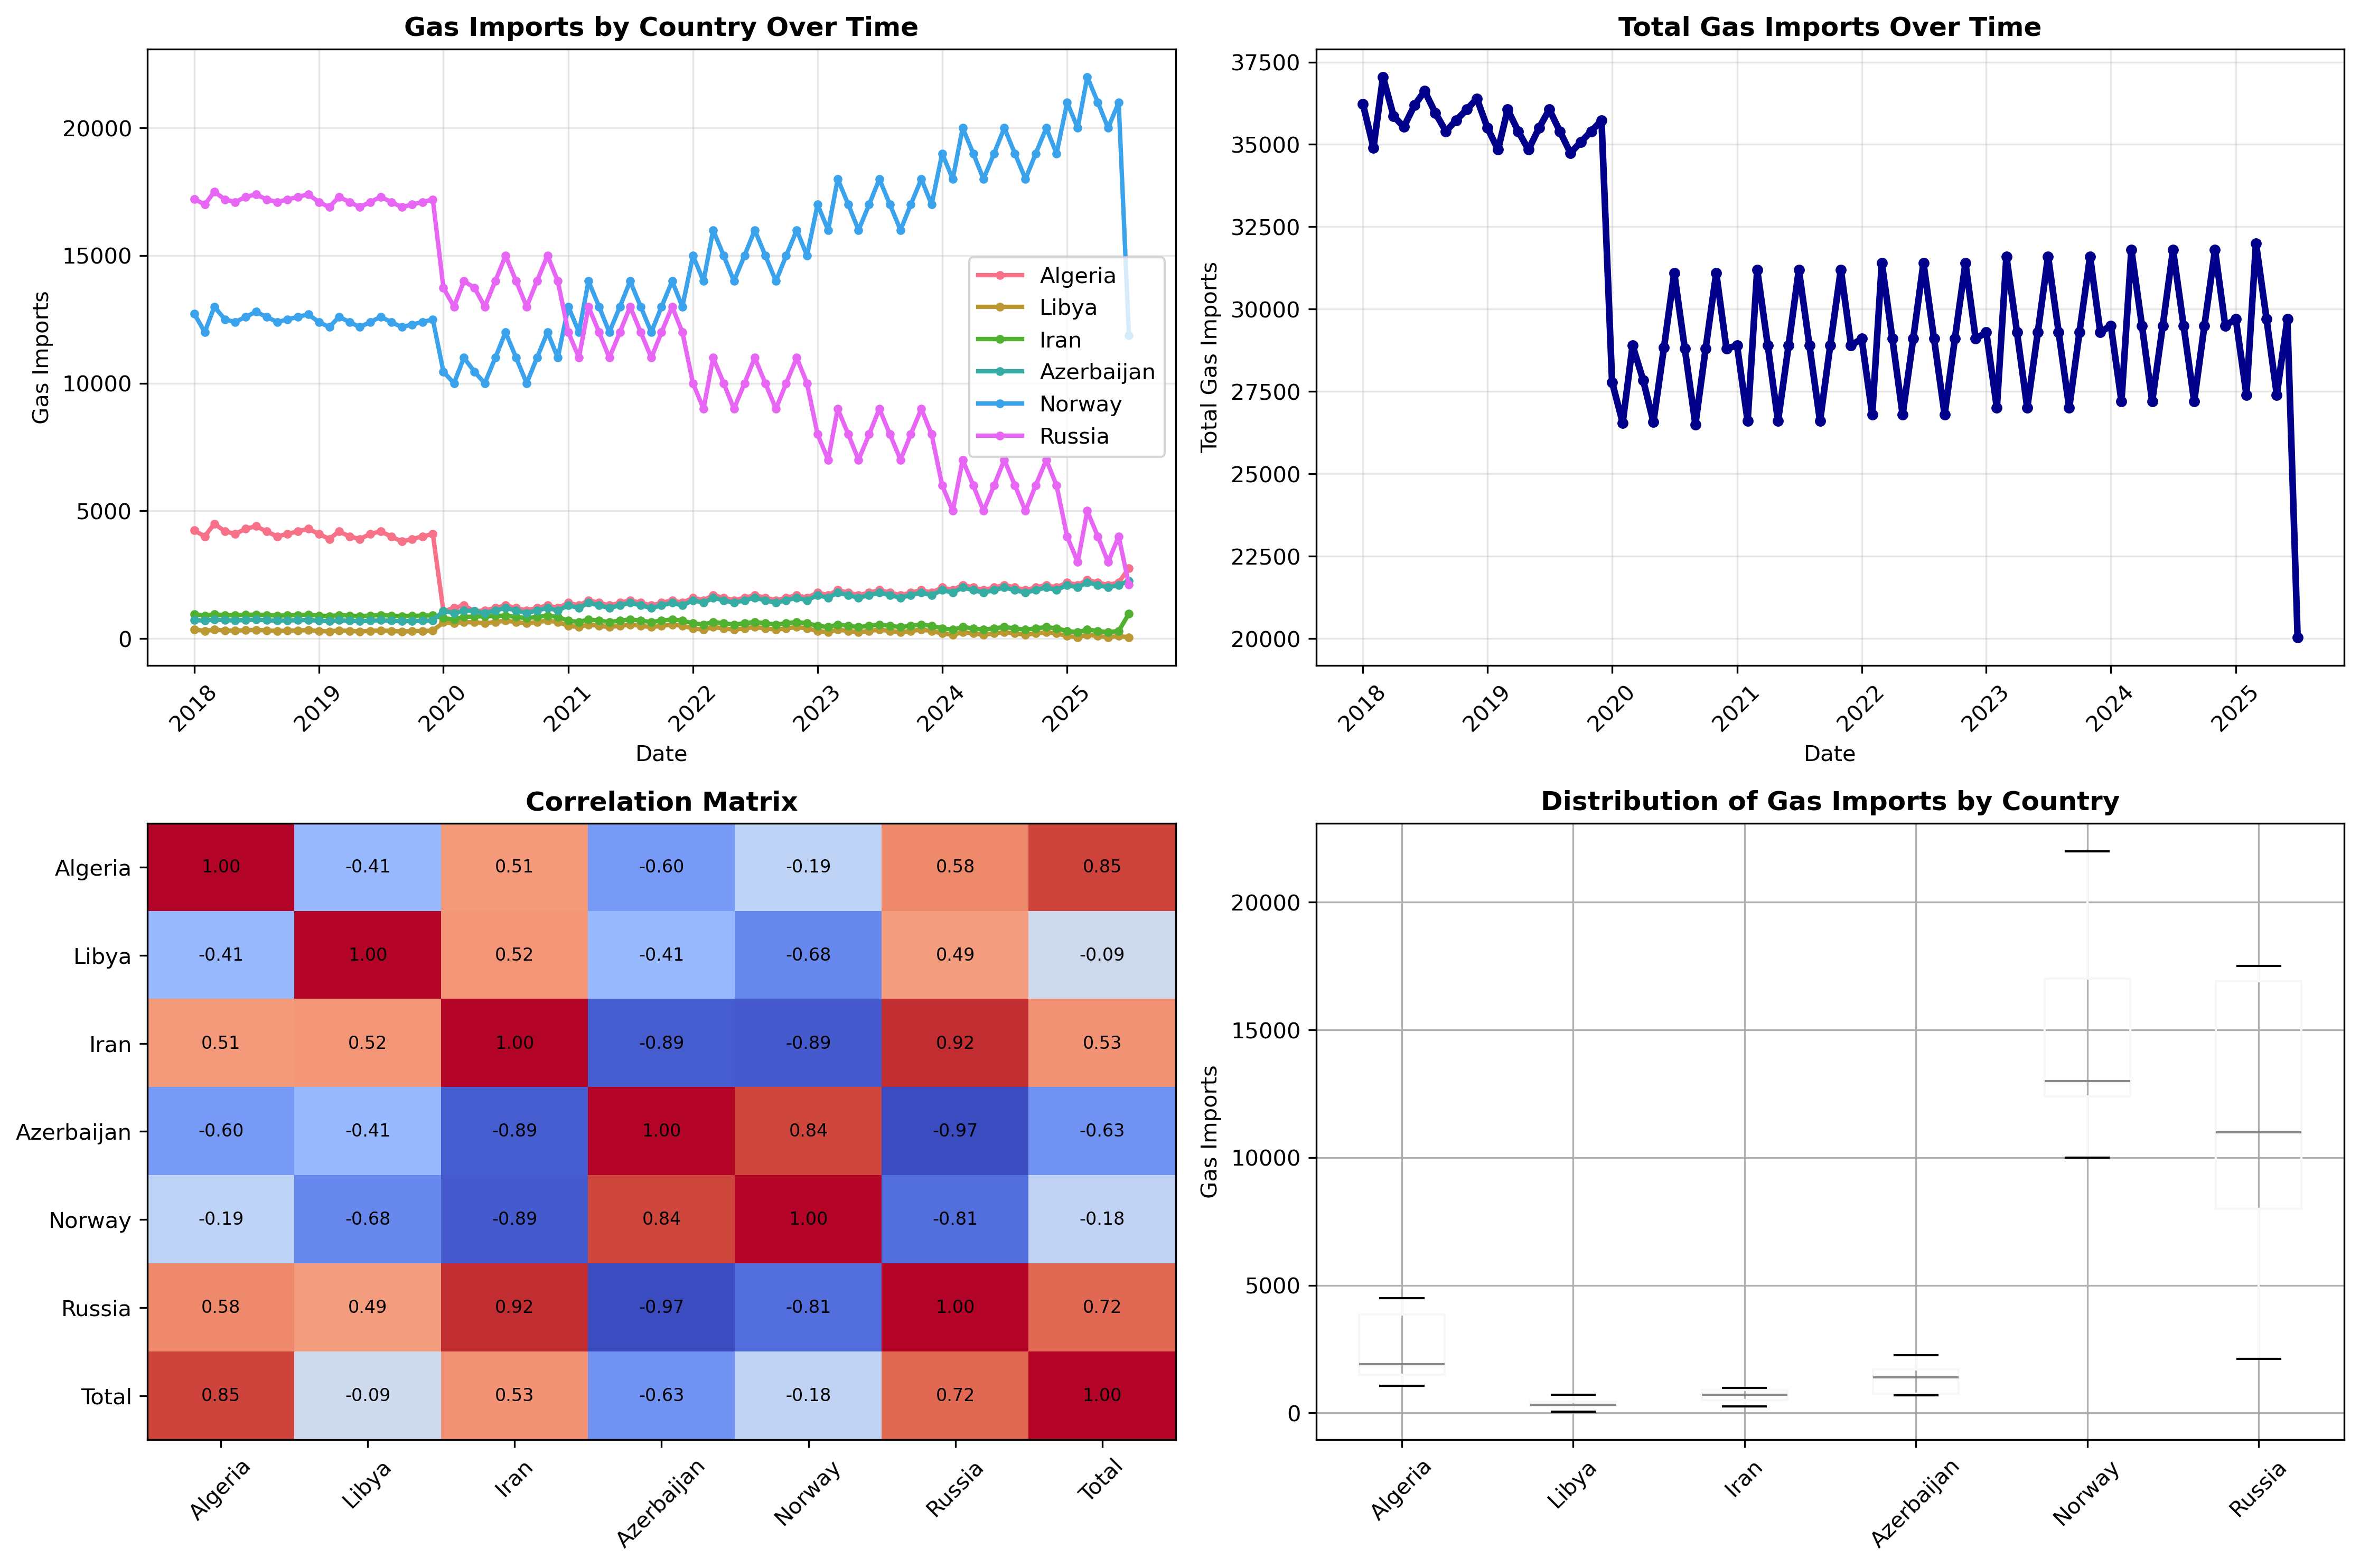 Gas Imports by Country Over Time
Gas Imports
20000
15000
10000
5000
0
Algeria
Libya
Iran
Azerbaijan
Norway
Russia
2018 2019 2020 2021 2022 2023 2024 2025
Date
Total Gas Imports Over Time
Total Gas Imports
37500
35000
32500
30000
27500
25000
22500
20000
2018 2019 2020 2021 2022 2023 2024 2025
Date
Correlation Matrix
Algeria 1.00 -0.41 0.51 -0.60 -0.19 0.58 0.85
Libya -0.41 1.00 0.52 -0.41 -0.68 0.49 -0.09
Iran 0.51 0.52 1.00 -0.89 -0.89 0.92 0.53
Azerbaijan -0.60 -0.41 -0.89 1.00 0.84 -0.97 -0.63
Norway -0.19 -0.68 -0.89 0.84 1.00 -0.81 -0.18
Russia 0.58 0.49 0.92 -0.97 -0.81 1.00 0.72
Total 0.85 -0.09 0.53 -0.63 -0.18 0.72 1.00
Algeria Libya Iran Azerbaijan Norway Russia Total
Distribution of Gas Imports by Country
Gas Imports
20000
15000
10000
5000
0
Algeria Libya Iran Azerbaijan Norway Russia